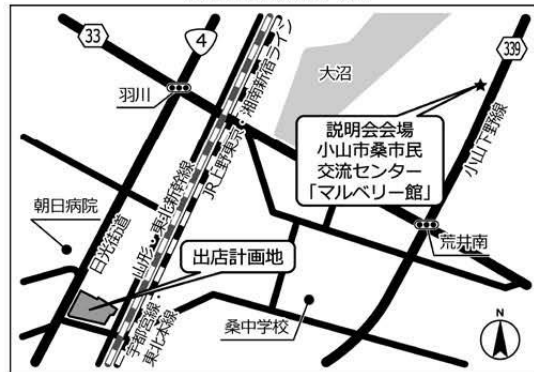 33
4
339
羽川
大沼
説明会会場
小山市桑市民
交流センター
「マルベリー館」
小山下野線
荒井南
JR上野東京・湘南新宿ライン
山形・東北新幹線
宇都宮線・
東北本線
日光街道
朝日病院
出店計画地
桑中学校
N